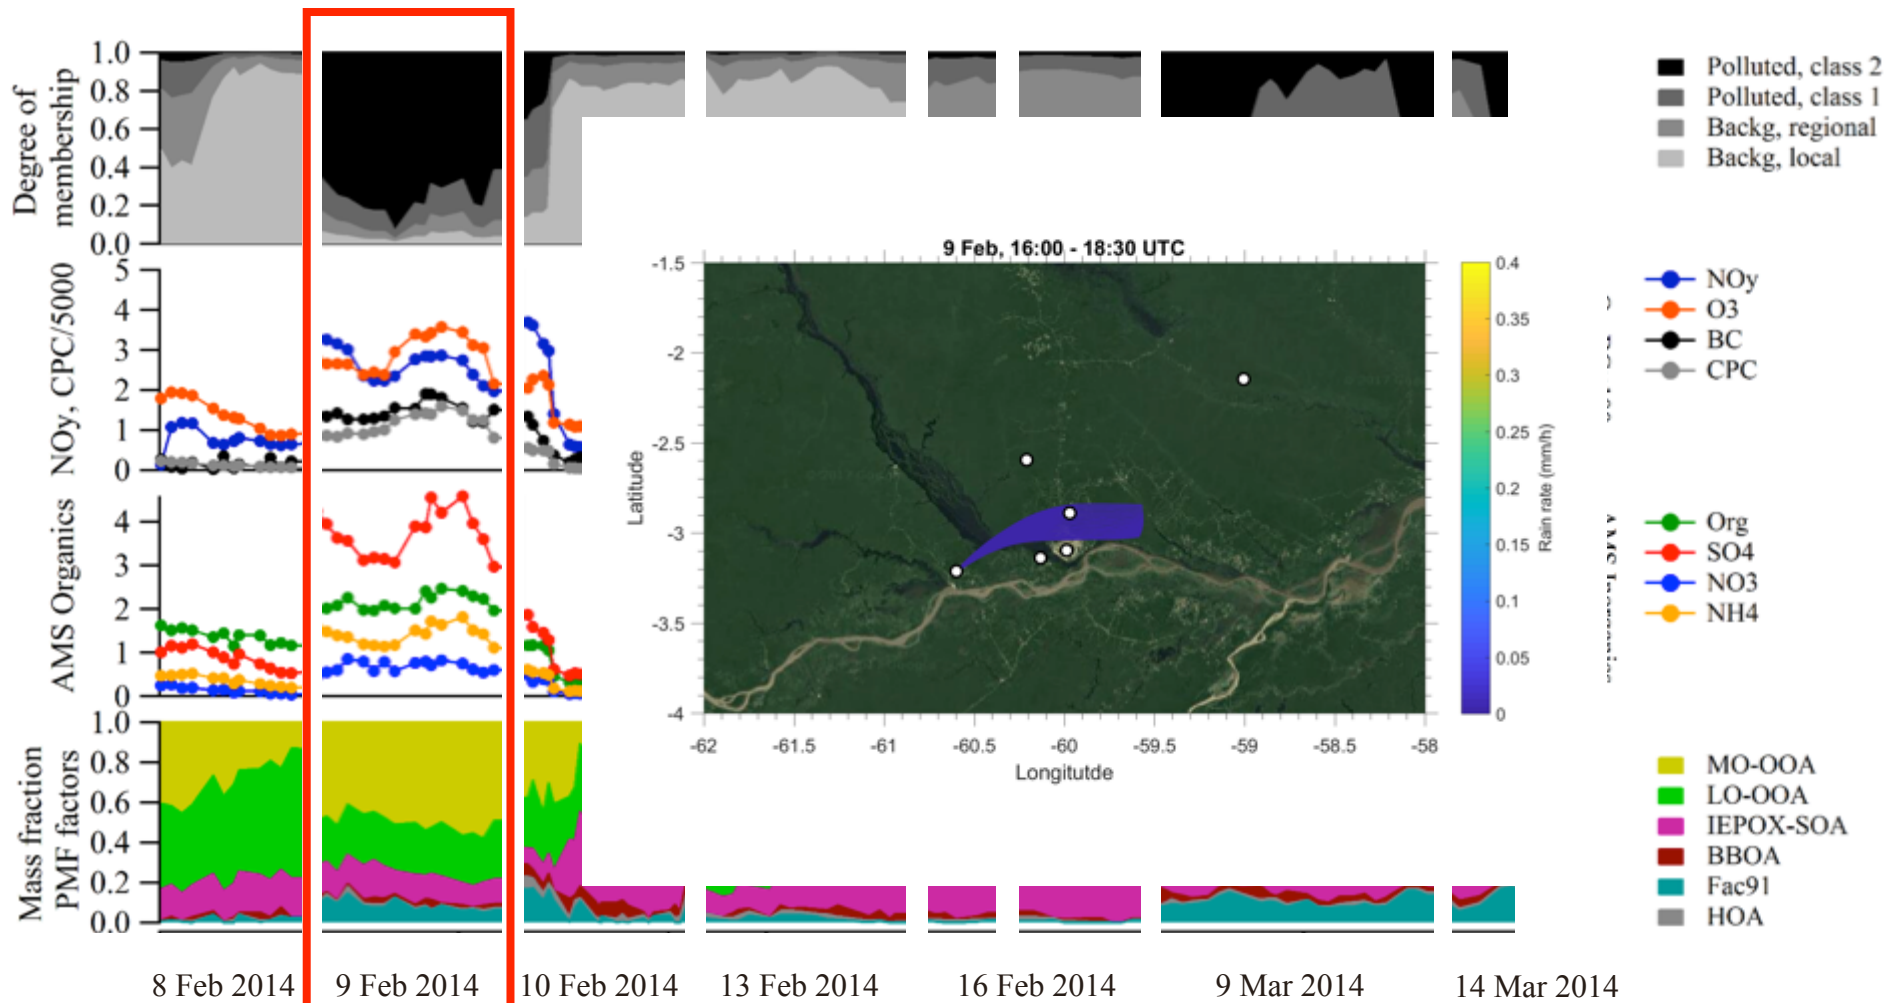 Degree of
membership
1.0
0.8
0.6
0.4
0.2
0.0
Polluted, class 2
Polluted, class 1
Backg, regional
Backg, local
NOy, CPC/5000
5
4
3
2
1
0
NOy
O3
BC
CPC
AMS Organics
4
3
2
1
0
Org
SO4
NO3
NH4
Mass fraction
PMF factors
1.0
0.8
0.6
0.4
0.2
0.0
MO-OOA
LO-OOA
IEPOX-SOA
BBOA
Fac91
HOA
9 Feb, 16:00 - 18:30 UTC
Latitude
-1.5
-2
-2.5
-3
-3.5
-4
-62
-61.5
-61
-60.5
-60
-59.5
-59
-58.5
-58
Longitutde
0.4
0.35
0.3
0.25
0.2
0.15
0.1
0.05
0
Rain rate (mm/h)
8 Feb 2014
9 Feb 2014
10 Feb 2014
13 Feb 2014
16 Feb 2014
9 Mar 2014
14 Mar 2014